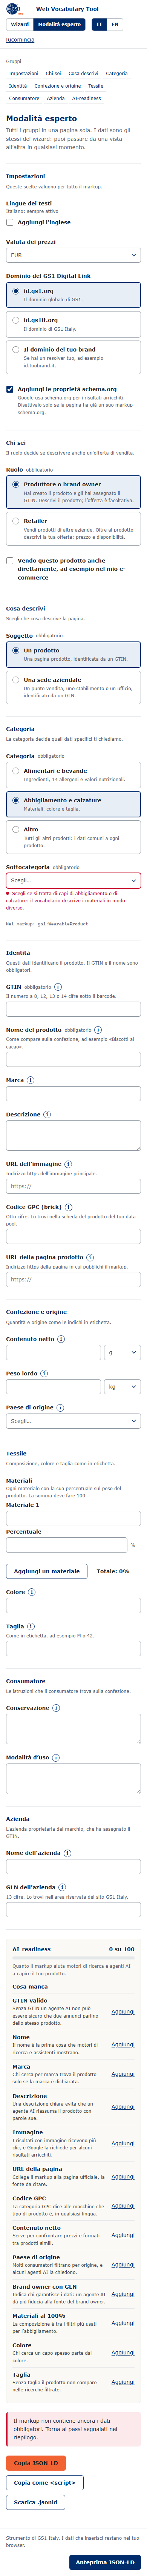 GS1
Web Vocabulary Tool
Wizard Modalità esperto IT EN
Ricomincia
Gruppi
Impostazioni Chi sei Cosa descrivi Categoria
Identità Confezione e origine Tessile
Consumatore Azienda AI-readiness
Modalità esperto
Tutti i gruppi in una pagina sola. I dati sono gli
stessi del wizard: puoi passare da una vista
all'altra in qualsiasi momento.
Impostazioni
Queste scelte valgono per tutto il markup.
Lingue dei testi
Italiano: sempre attivo
Aggiungi l'inglese
Valuta dei prezzi
EUR
Dominio del GS1 Digital Link
id.gs1.org
Il dominio globale di GS1.
id.gs1it.org
Il dominio di GS1 Italy.
Il dominio del tuo brand
Se hai un resolver tuo, ad esempio
id.tuobrand.it.
Aggiungi le proprietà schema.org
Google usa schema.org per i risultati arricchiti.
Disattivale solo se la pagina ha già un suo markup
schema.org.
Chi sei
Il ruolo decide se descrivere anche un'offerta di vendita.
Ruolo obbligatorio
Produttore o brand owner
Hai creato il prodotto e gli hai assegnato il
GTIN. Descrivi il prodotto; l'offerta è facoltativa.
Retailer
Vendi prodotti di altre aziende. Oltre al prodotto
descrivi la tua offerta: prezzo e disponibilità.
Vendo questo prodotto anche
direttamente, ad esempio nel mio e-
commerce
Cosa descrivi
Scegli che cosa descrive la pagina.
Soggetto obbligatorio
Un prodotto
Una pagina prodotto, identificata da un GTIN.
Una sede aziendale
Un punto vendita, uno stabilimento o un ufficio,
identificato da un GLN.
Categoria
La categoria decide quali dati specifici ti chiediamo.
Categoria obbligatorio
Alimentari e bevande
Ingredienti, 14 allergeni e valori nutrizionali.
Abbigliamento e calzature
Materiali, colore e taglia.
Altro
Tutti gli altri prodotti: i dati comuni a ogni
prodotto.
Sottocategoria obbligatorio
Scegli...
Scegli se si tratta di capi di abbigliamento o di
calzature: il vocabolario descrive i materiali in modo
diverso.
Nel markup: gs1:WearableProduct
Identità
Questi dati identificano il prodotto. Il GTIN e il nome sono
obbligatori.
GTIN obbligatorio i
Il numero a 8, 12, 13 o 14 cifre sotto il barcode.
Nome del prodotto obbligatorio i
Come compare sulla confezione, ad esempio «Biscotti al
cacao».
Marca i
Descrizione i
URL dell'immagine i
Indirizzo https dell'immagine principale.
https://
Codice GPC (brick) i
Otto cifre. Lo trovi nella scheda del prodotto del tuo data
pool.
URL della pagina prodotto i
Indirizzo https della pagina in cui pubblichi il markup.
https://
Confezione e origine
Quantità e origine come le indichi in etichetta.
Contenuto netto i
g
Peso lordo i
kg
Paese di origine i
Scegli...
Tessile
Composizione, colore e taglia come in etichetta.
Materiali
Ogni materiale con la sua percentuale sul peso del
prodotto. La somma deve fare 100.
Materiale 1
Percentuale
%
Aggiungi un materiale Totale: 0%
Colore i
Taglia i
Come in etichetta, ad esempio M o 42.
Consumatore
Le istruzioni che il consumatore trova sulla confezione.
Conservazione i
Modalità d'uso i
Azienda
L'azienda proprietaria del marchio, che ha assegnato il
GTIN.
Nome dell'azienda i
GLN dell'azienda i
13 cifre. Lo trovi nell'area riservata del sito GS1 Italy.
AI-readiness 0 su 100
Quanto il markup aiuta motori di ricerca e agenti AI
a capire il tuo prodotto.
Cosa manca
GTIN valido
Senza GTIN un agente AI non può
essere sicuro che due annunci parlino
dello stesso prodotto.
Aggiungi
Nome
Il nome è la prima cosa che motori di
ricerca e assistenti mostrano.
Aggiungi
Marca
Chi cerca per marca trova il prodotto
solo se la marca è dichiarata.
Aggiungi
Descrizione
Una descrizione chiara evita che un
agente AI riassuma il prodotto con
parole sue.
Aggiungi
Immagine
I risultati con immagine ricevono più
clic, e Google la richiede per alcuni
risultati arricchiti.
Aggiungi
URL della pagina
Collega il markup alla pagina ufficiale, la
fonte da citare.
Aggiungi
Codice GPC
La categoria GPC dice alle macchine che
tipo di prodotto è, in qualsiasi lingua.
Aggiungi
Contenuto netto
Serve per confrontare prezzi e formati
tra prodotti simili.
Aggiungi
Paese di origine
Molti consumatori filtrano per origine, e
alcuni agenti AI la chiedono.
Aggiungi
Brand owner con GLN
Indica chi garantisce i dati: un agente AI
dà più fiducia alla fonte del brand owner.
Aggiungi
Materiali al 100%
La composizione è tra i filtri più usati
per l'abbigliamento.
Aggiungi
Colore
Chi cerca un capo spesso parte dal
colore.
Aggiungi
Taglia
Senza taglia il prodotto non compare
nelle ricerche filtrate.
Aggiungi
Il markup non contiene ancora i dati
obbligatori. Torna ai passi segnalati nel
riepilogo.
Copia JSON-LD
Copia come <script>
Scarica .jsonld
Strumento di GS1 Italy. I dati che inserisci restano nel tuo
browser.
Anteprima JSON-LD